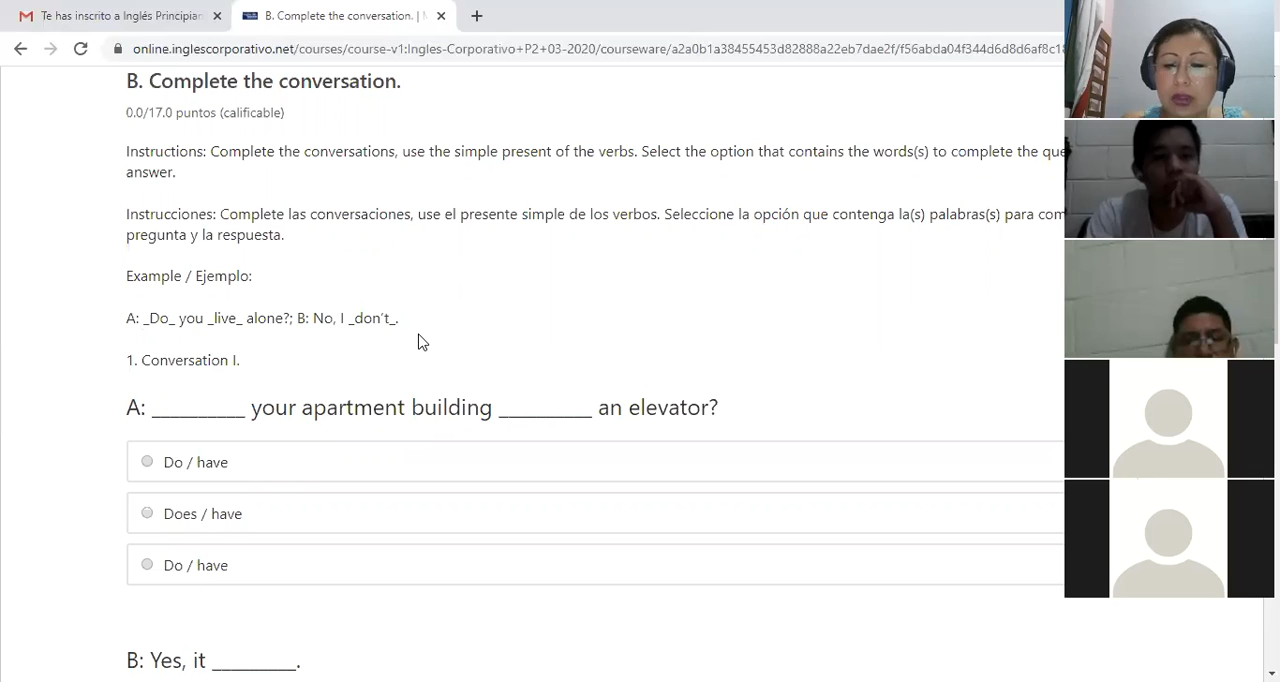 Te has inscrito a Inglés Principian
B. Complete the conversation. |
online.inglescorporativo.net/courses/course-v1:Ingles-Corporativo+P2+03-2020/courseware/a2a0b1a38455453d82888a22eb7dae2f/f56abda04f344d6d8d6af8c18
B. Complete the conversation.
0.0/17.0 puntos (calificable)
Instructions: Complete the conversations, use the simple present of the verbs. Select the option that contains the words(s) to complete the que
answer.
Instrucciones: Complete las conversaciones, use el presente simple de los verbos. Seleccione la opción que contenga la(s) palabras(s) para com
pregunta y la respuesta.
Example / Ejemplo:
A: _Do_ you _live_ alone?; B: No, I _don't_.
1. Conversation I.
A: __________ your apartment building __________ an elevator?
Do / have
Does / have
Do / have
B: Yes, it _________.